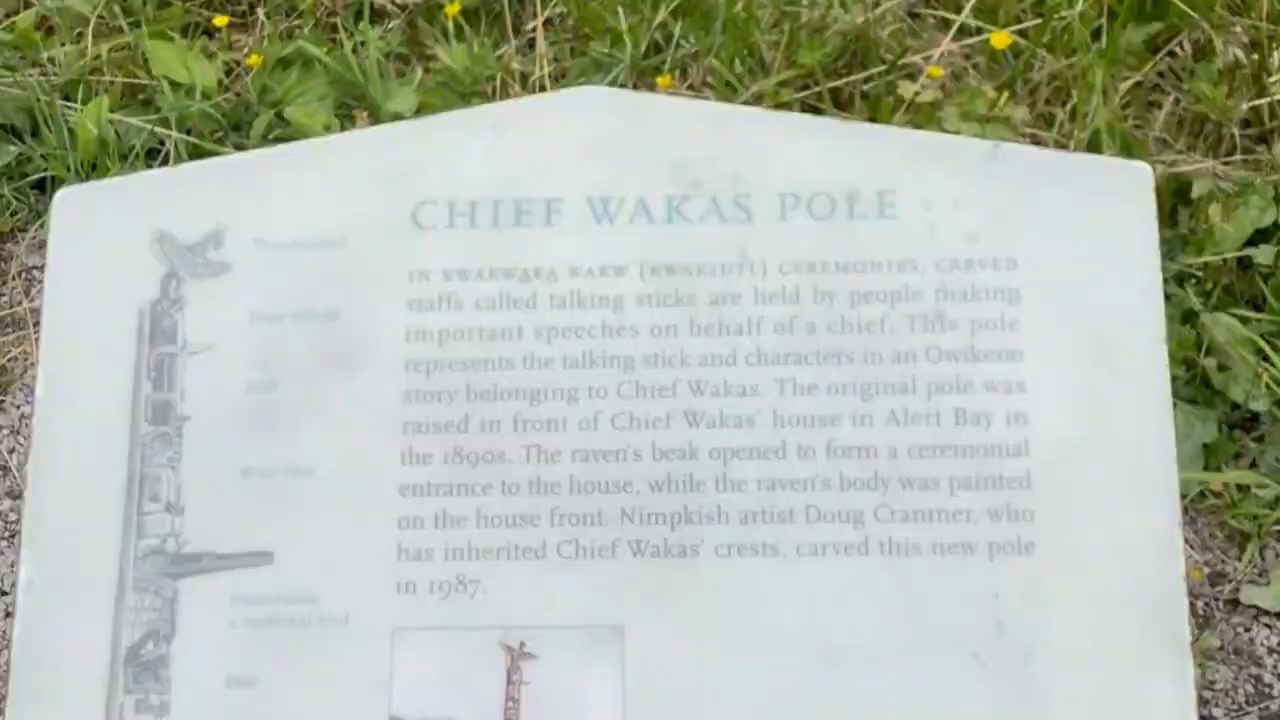 CHIEF WAKAS POLE
IN KWAKWAKA WAKW (KWAKIUTL) CEREMONIES, CARVED
staffs called talking sticks are held by people making
important speeches on behalf of a chief. This pole
represents the talking stick and characters in an Owikeno
story belonging to Chief Wakas. The original pole was
raised in front of Chief Wakas' house in Alert Bay in
the 1890s. The raven's beak opened to form a ceremonial
entrance to the house, while the raven's body was painted
on the house front. Nimpkish artist Doug Cranmer, who
has inherited Chief Wakas' crests, carved this new pole
in 1987.